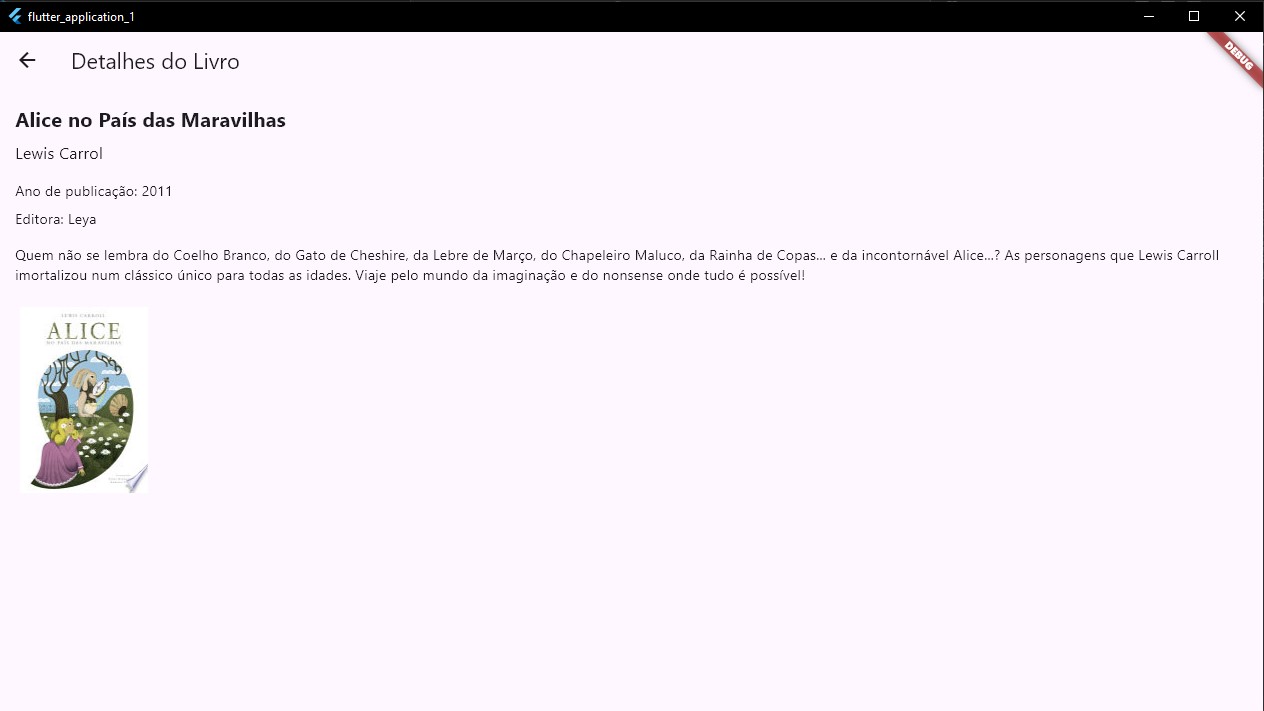 flutter_application_1
Detalhes do Livro
DEBUG
Alice no País das Maravilhas
Lewis Carrol
Ano de publicação: 2011
Editora: Leya
Quem não se lembra do Coelho Branco, do Gato de Cheshire, da Lebre de Março, do Chapeleiro Maluco, da Rainha de Copas... e da incontornável Alice...? As personagens que Lewis Carroll
imortalizou num clássico único para todas as idades. Viaje pelo mundo da imaginação e do nonsense onde tudo é possível!
LEWIS CARROLL
ALICE
NO PAÍS DAS MARAVILHAS